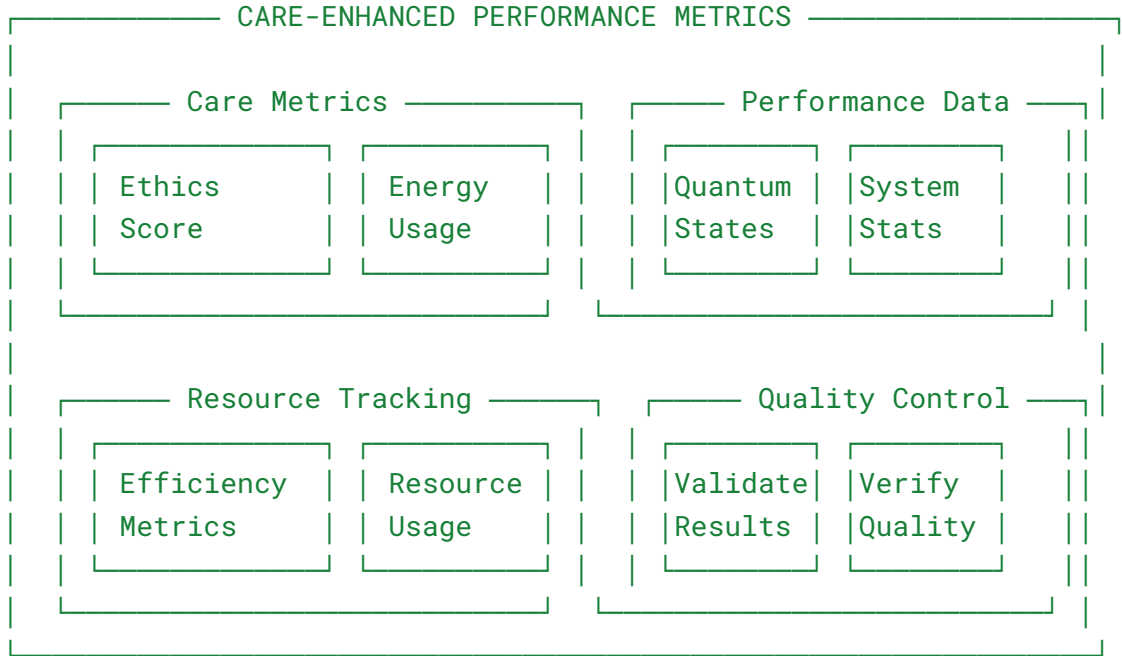 CARE-ENHANCED PERFORMANCE METRICS
Care Metrics
Performance Data
Ethics Energy Quantum System
Score Usage States Stats
Resource Tracking
Quality Control
Efficiency Resource Validate Verify
Metrics Usage Results Quality